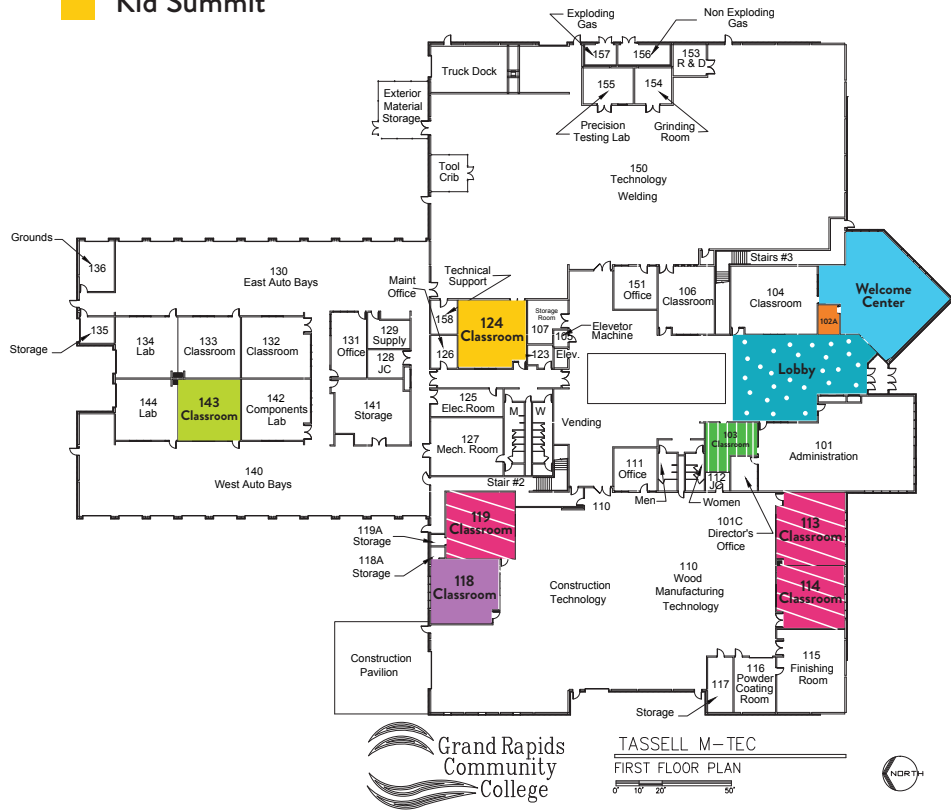 Kid Summit
Exploding
Gas
Non Exploding
Gas
157
156
153
R & D
Truck Dock
155
154
Exterior
Material
Storage
Precision
Testing Lab
Grinding
Room
Tool
Crib
150
Technology
Welding
Grounds
136
130
East Auto Bays
Maint
Office
Technical
Support
Stairs #3
151
Office
106
Classroom
104
Classroom
Welcome
Center
102A
158
124
Classroom
Storage
Room
107
105
Elevetor
Machine
135
Storage
134
Lab
133
Classroom
132
Classroom
131
Office
129
Supply
128
JC
126
123
Elev.
Lobby
144
Lab
143
Classroom
142
Components
Lab
141
Storage
125
Elec.Room
M
W
Vending
127
Mech. Room
103
Classroom
101
Administration
140
West Auto Bays
Stair #2
111
Office
112
JC
Men
Women
110
119A
Storage
118A
Storage
119
Classroom
101C
Director's
Office
113
Classroom
118
Classroom
Construction
Technology
110
Wood
Manufacturing
Technology
114
Classroom
Construction
Pavilion
115
Finishing
Room
116
Powder
Coating
Room
117
Storage
Grand Rapids
Community
College
TASSELL M-TEC
FIRST FLOOR PLAN
0' 10' 20' 50'
NORTH